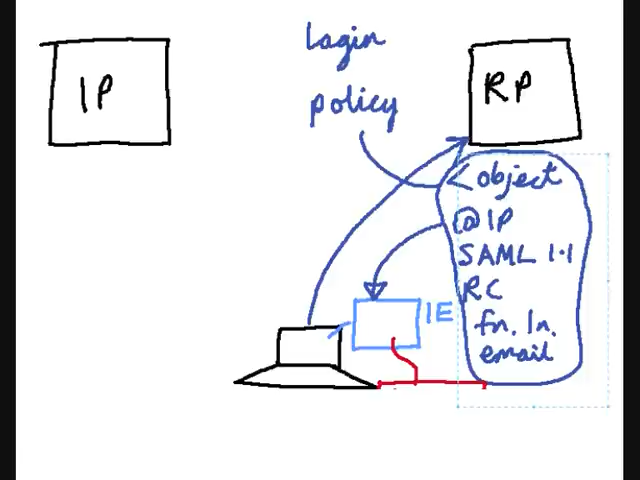 IP
login
policy
RP
<object
@IP
SAML 1.1
RC
fn. ln.
email
IE